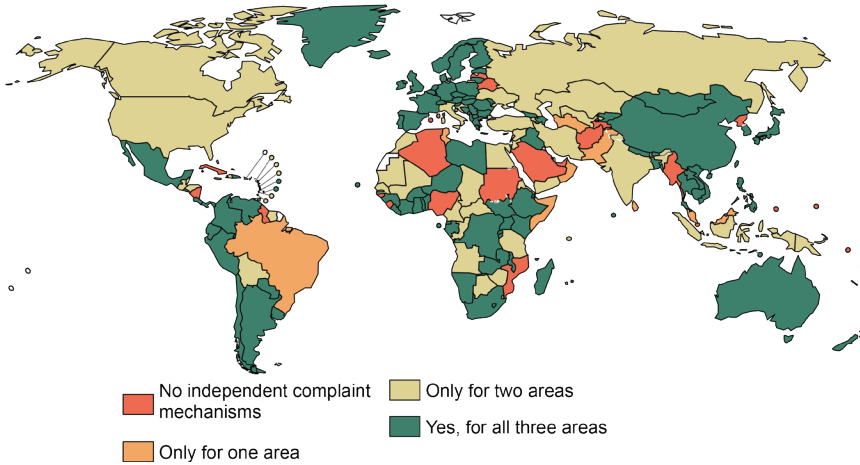 No independent complaint
mechanisms
Only for one area
Only for two areas
Yes, for all three areas